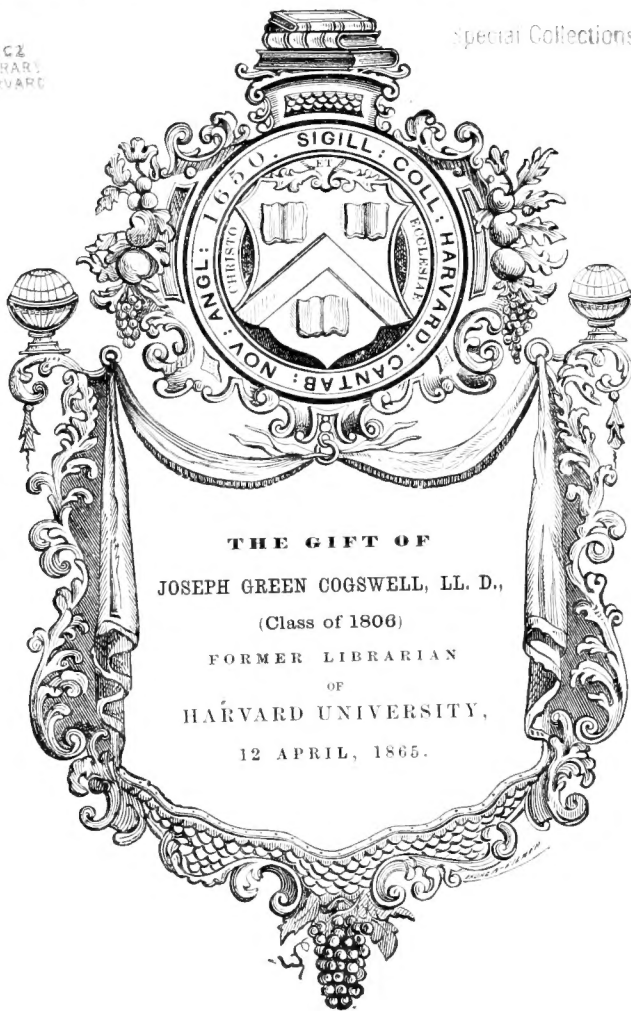 Special Collections
SIGILL: COLL: HARVARD: CANTAB: NOV: ANGL: 1650.
ET
CHRISTO
ECCLESIAE
THE GIFT OF
JOSEPH GREEN COGSWELL, LL. D.,
(Class of 1806)
FORMER LIBRARIAN
OF
HARVARD UNIVERSITY,
12 APRIL, 1865.